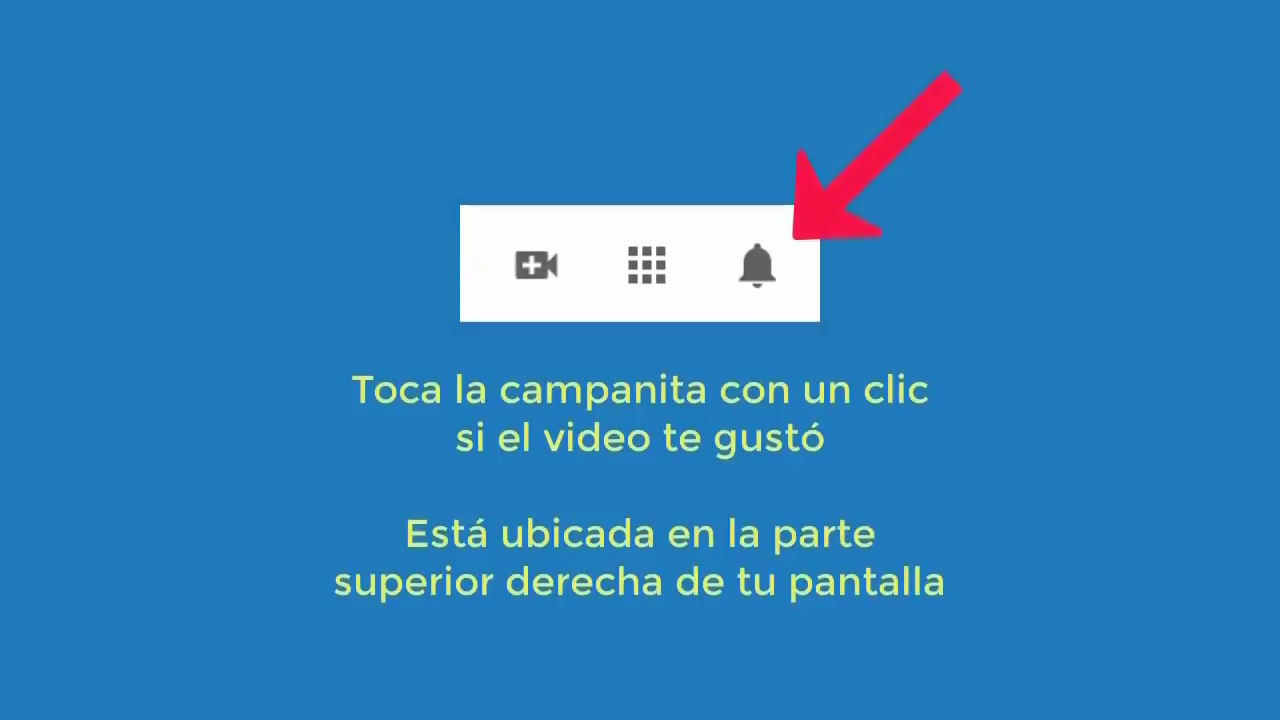 Toca la campanita con un clic
si el video te gustó
Está ubicada en la parte
superior derecha de tu pantalla